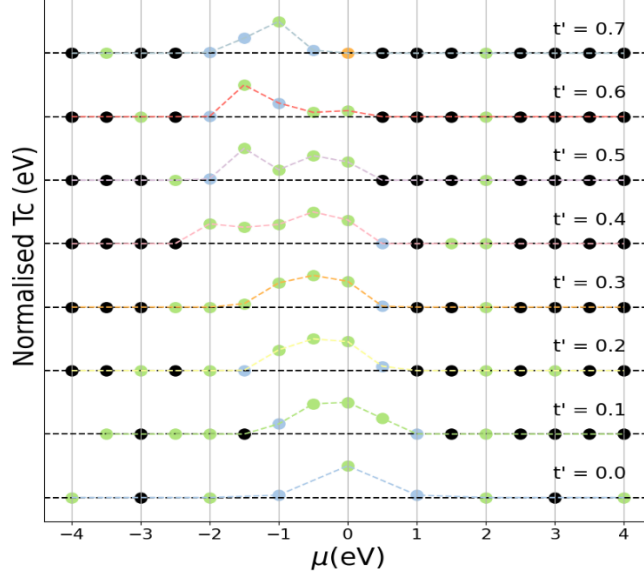 t' = 0.7
t' = 0.6
t' = 0.5
t' = 0.4
t' = 0.3
t' = 0.2
t' = 0.1
t' = 0.0
Normalised Tc (eV)
−4 −3 −2 −1 0 1 2 3 4
μ(eV)